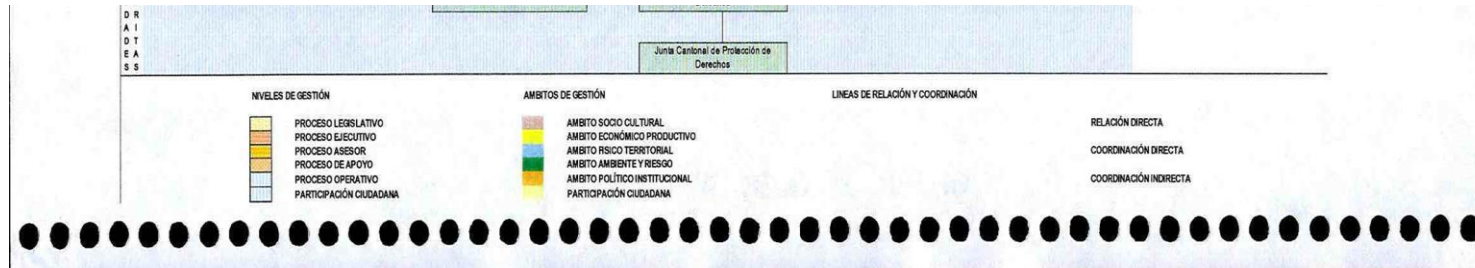 D R
A I
D T
E A
S S
Junta Cantonal de Protección de
Derechos
NIVELES DE GESTIÓN
PROCESO LEGISLATIVO
PROCESO EJECUTIVO
PROCESO ASESOR
PROCESO DE APOYO
PROCESO OPERATIVO
PARTICIPACIÓN CIUDADANA
AMBITOS DE GESTIÓN
AMBITO SOCIO CULTURAL
AMBITO ECONÓMICO PRODUCTIVO
AMBITO FISICO TERRITORIAL
AMBITO AMBIENTE Y RIESGO
AMBITO POLÍTICO INSTITUCIONAL
PARTICIPACIÓN CIUDADANA
LINEAS DE RELACIÓN Y COORDINACIÓN
RELACIÓN DIRECTA
COORDINACIÓN DIRECTA
COORDINACIÓN INDIRECTA